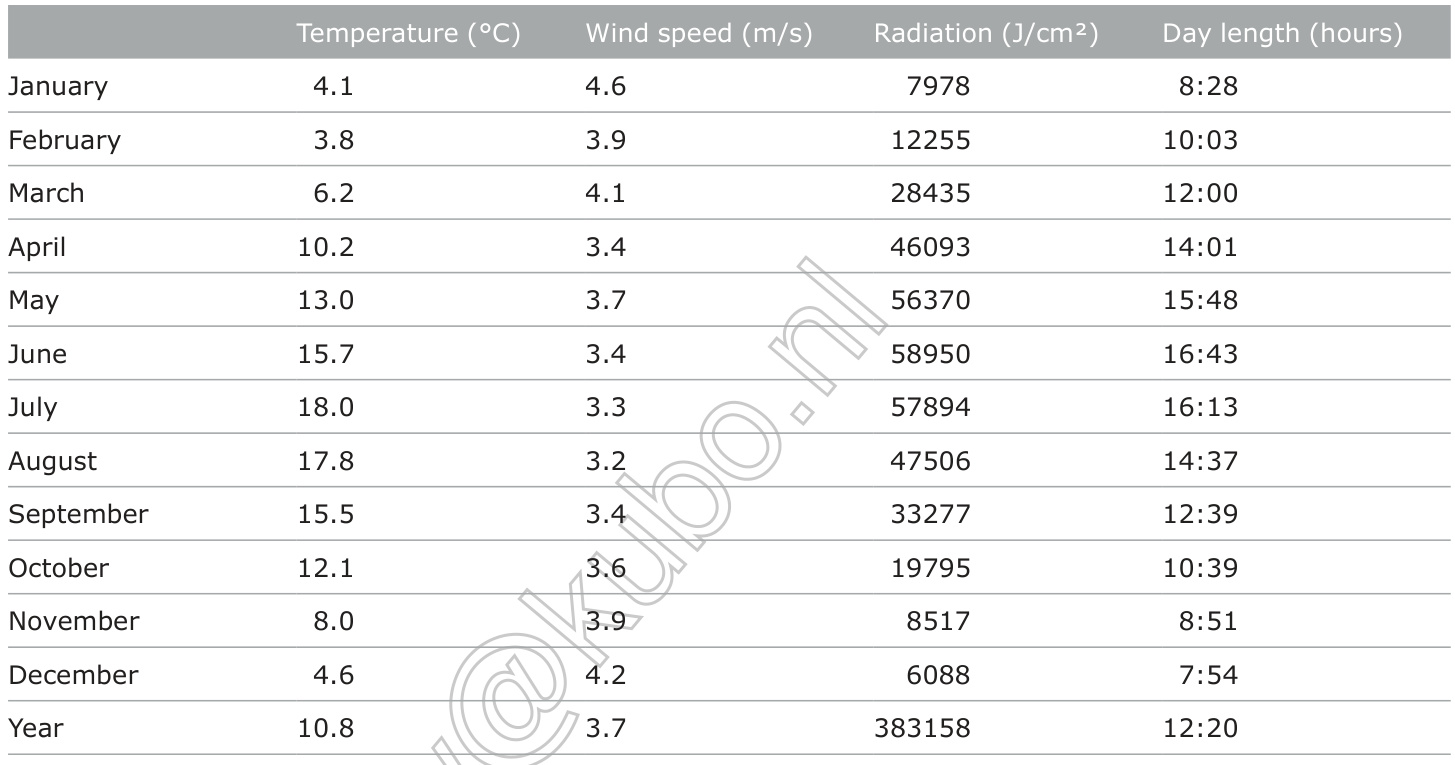 Temperature (°C) Wind speed (m/s) Radiation (J/cm²) Day length (hours)
January 4.1 4.6 7978 8:28
February 3.8 3.9 12255 10:03
March 6.2 4.1 28435 12:00
April 10.2 3.4 46093 14:01
May 13.0 3.7 56370 15:48
June 15.7 3.4 58950 16:43
July 18.0 3.3 57894 16:13
August 17.8 3.2 47506 14:37
September 15.5 3.4 33277 12:39
October 12.1 3.6 19795 10:39
November 8.0 3.9 8517 8:51
December 4.6 4.2 6088 7:54
Year 10.8 3.7 383158 12:20
@kubo.nl